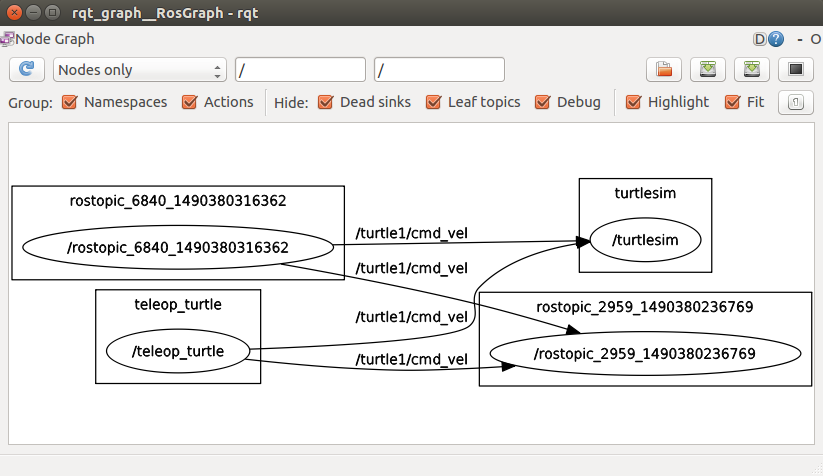 rqt_graph__RosGraph - rqt
Node Graph
D
?
- O
Nodes only
/
/
Group:
Namespaces
Actions
Hide:
Dead sinks
Leaf topics
Debug
Highlight
Fit
rostopic_6840_1490380316362
/rostopic_6840_1490380316362
teleop_turtle
/teleop_turtle
/turtle1/cmd_vel
/turtle1/cmd_vel
/turtle1/cmd_vel
/turtle1/cmd_vel
turtlesim
/turtlesim
rostopic_2959_1490380236769
/rostopic_2959_1490380236769